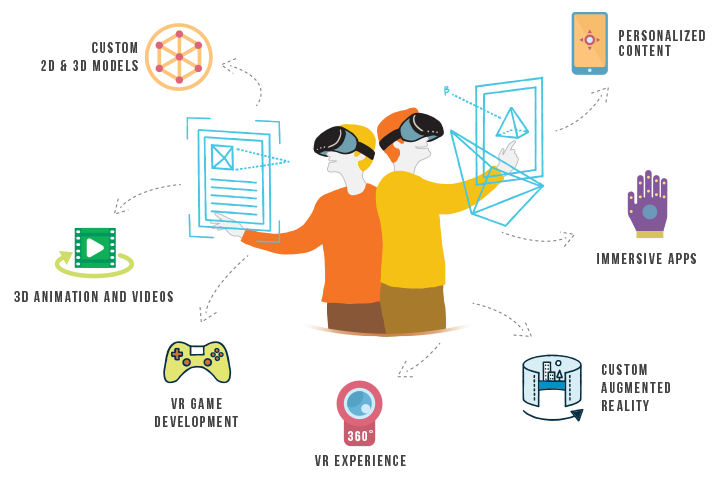 CUSTOM
2D & 3D MODELS
PERSONALIZED
CONTENT
β
IMMERSIVE APPS
3D ANIMATION AND VIDEOS
CUSTOM
AUGMENTED
REALITY
VR GAME
DEVELOPMENT
360°
VR EXPERIENCE